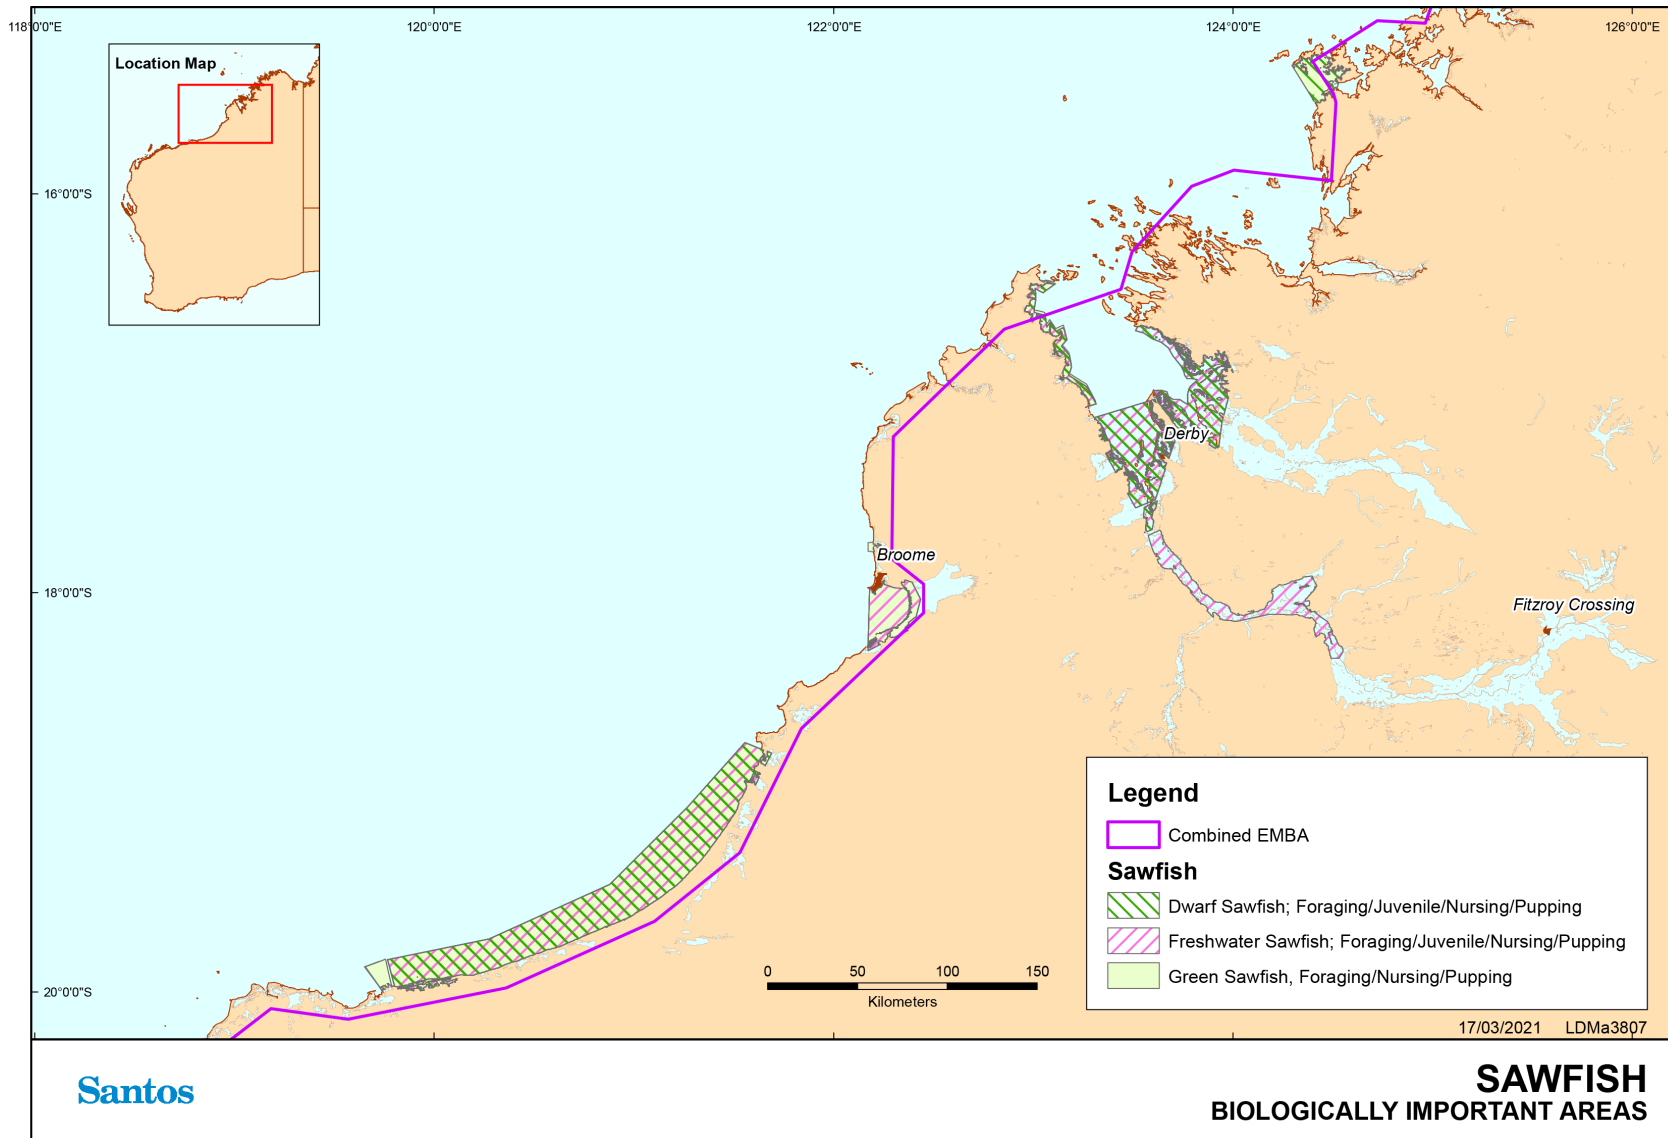 118°0'0"E
120°0'0"E
122°0'0"E
124°0'0"E
126°0'0"E
Location Map
16°0'0"S
Derby
Broome
18°0'0"S
Fitzroy Crossing
Legend
Combined EMBA
Sawfish
Dwarf Sawfish; Foraging/Juvenile/Nursing/Pupping
Freshwater Sawfish; Foraging/Juvenile/Nursing/Pupping
Green Sawfish, Foraging/Nursing/Pupping
0 50 100 150
Kilometers
20°0'0"S
17/03/2021 LDMa3807
Santos
SAWFISH
BIOLOGICALLY IMPORTANT AREAS